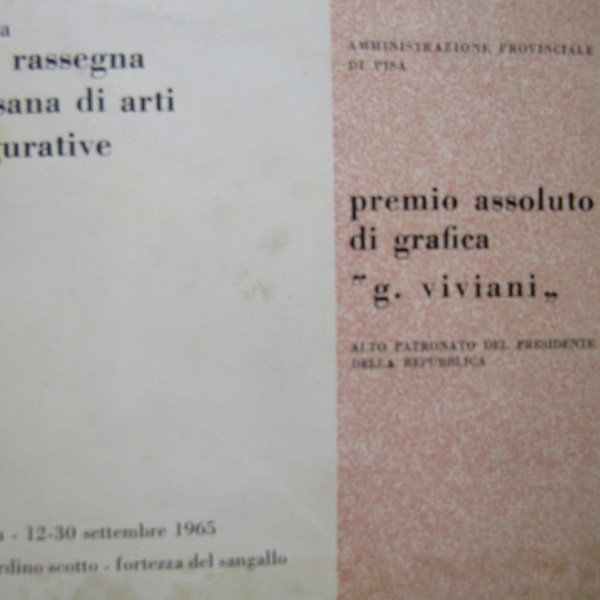 a
rassegna
sana di arti
gurative
a - 12-30 settembre 1965
rdino scotto - fortezza del sangallo
AMMINISTRAZIONE PROVINCIALE
DI PISA
premio assoluto
di grafica
"g. viviani„
ALTO PATRONATO DEL PRESIDENTE
DELLA REPUBBLICA